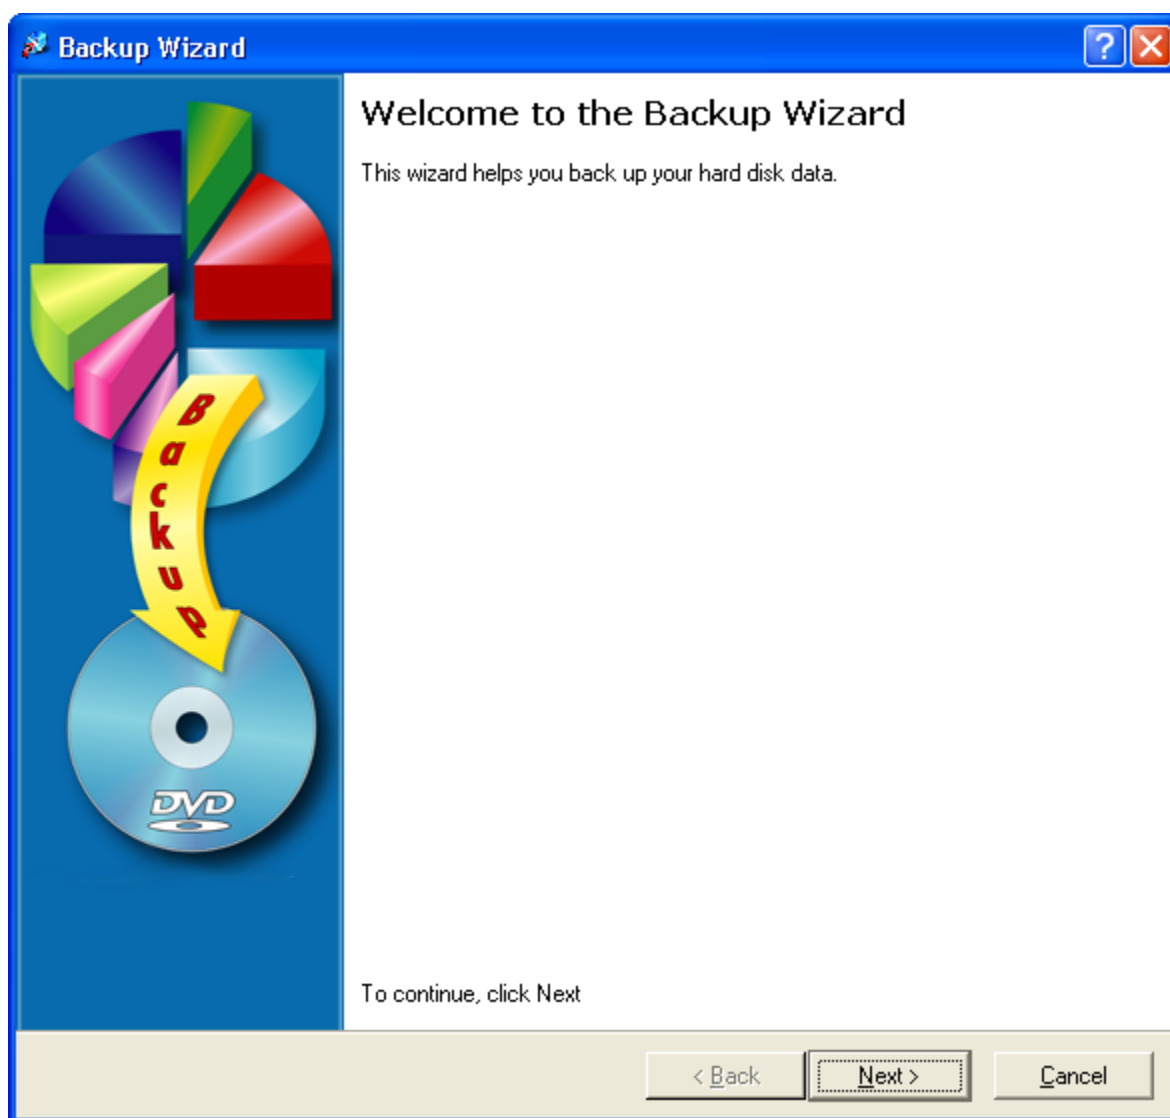 Backup Wizard
?
Welcome to the Backup Wizard
This wizard helps you back up your hard disk data.
Backup
DVD
To continue, click Next
< Back
Next >
Cancel